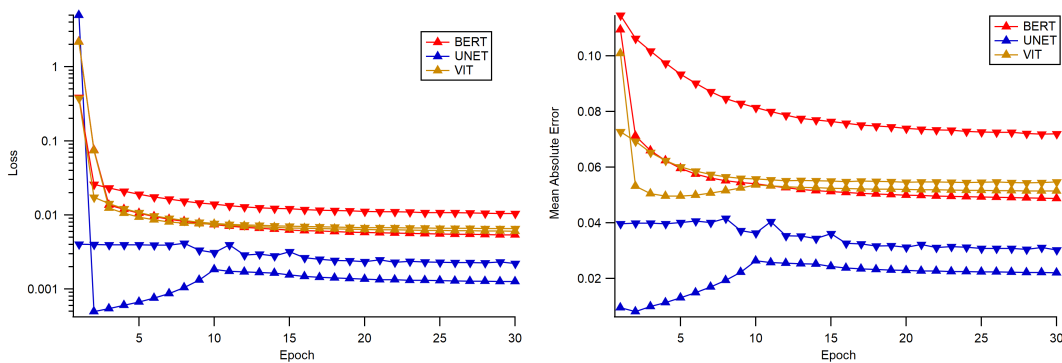 Loss
1
0.1
0.01
0.001
5
10
15
20
25
30
Epoch
BERT
UNET
VIT
Mean Absolute Error
0.10
0.08
0.06
0.04
0.02
5
10
15
20
25
30
Epoch
BERT
UNET
VIT